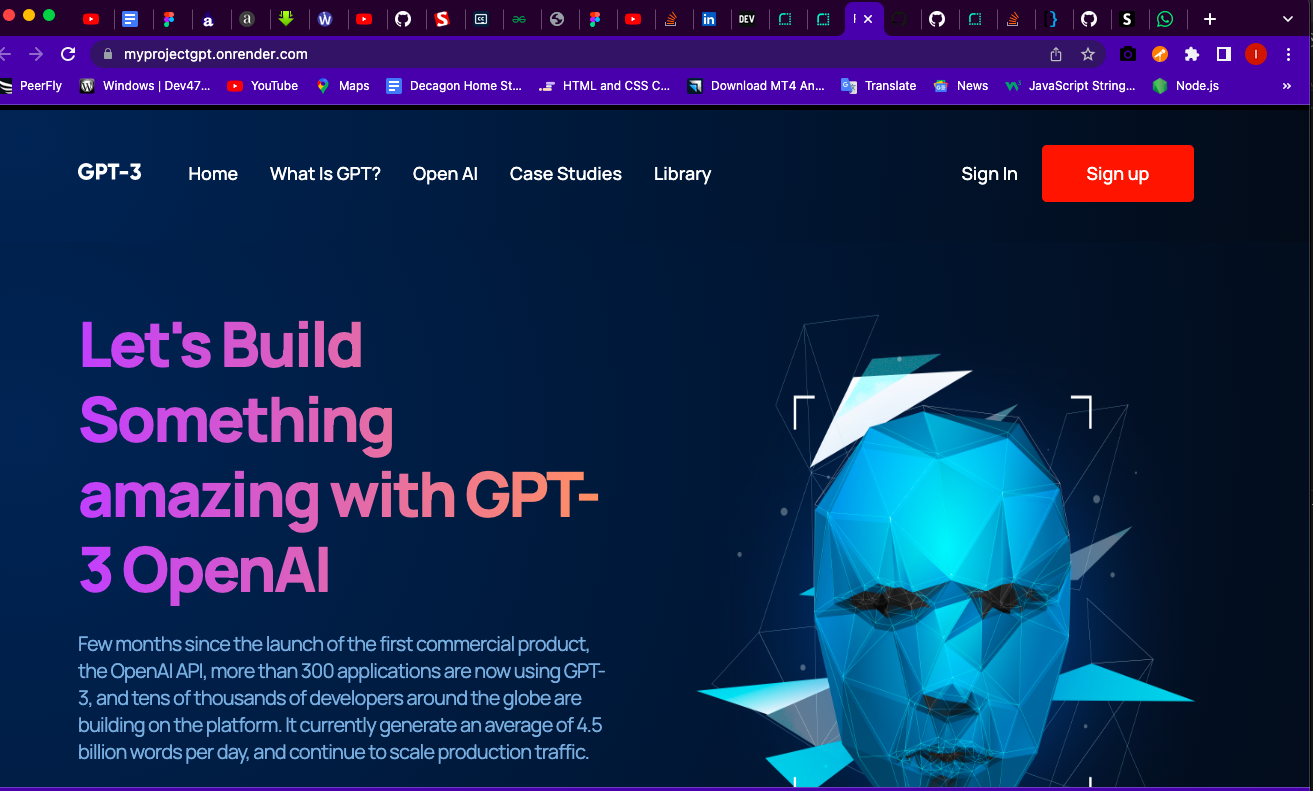 DEV
S
myprojectgpt.onrender.com
I
PeerFly
Windows | Dev47...
YouTube
Maps
Decagon Home St...
HTML and CSS C...
Download MT4 An...
Translate
News
JavaScript String...
Node.js
»
GPT-3
Home
What Is GPT?
Open AI
Case Studies
Library
Sign In
Sign up
Let's Build
Something
amazing with GPT-
3 OpenAI
Few months since the launch of the first commercial product,
the OpenAI API, more than 300 applications are now using GPT-
3, and tens of thousands of developers around the globe are
building on the platform. It currently generate an average of 4.5
billion words per day, and continue to scale production traffic.